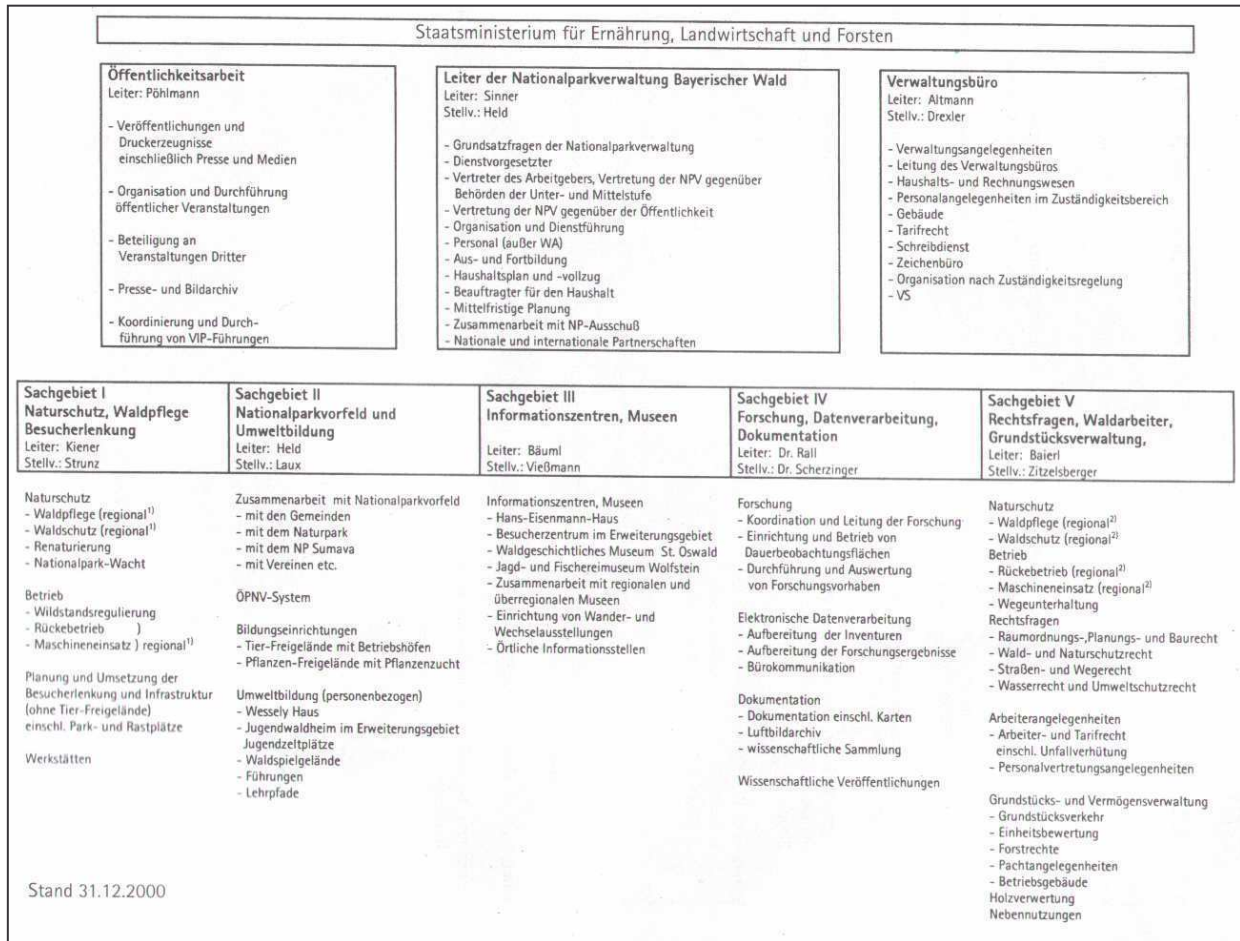 Staatsministerium für Ernährung, Landwirtschaft und Forsten
Öffentlichkeitsarbeit
Leiter: Pöhlmann
- Veröffentlichungen und
Druckerzeugnisse
einschließlich Presse und Medien
- Organisation und Durchführung
öffentlicher Veranstaltungen
- Beteiligung an
Veranstaltungen Dritter
- Presse- und Bildarchiv
- Koordinierung und Durch-
führung von VIP-Führungen
Leiter der Nationalparkverwaltung Bayerischer Wald
Leiter: Sinner
Stellv.: Held
- Grundsatzfragen der Nationalparkverwaltung
- Dienstvorgesetzter
- Vertreter des Arbeitgebers, Vertretung der NPV gegenüber
Behörden der Unter- und Mittelstufe
- Vertretung der NPV gegenüber der Öffentlichkeit
- Organisation und Dienstführung
- Personal (außer WA)
- Aus- und Fortbildung
- Haushaltsplan und -vollzug
- Beauftragter für den Haushalt
- Mittelfristige Planung
- Zusammenarbeit mit NP-Ausschuß
- Nationale und internationale Partnerschaften
Verwaltungsbüro
Leiter: Altmann
Stellv.: Drexler
- Verwaltungsangelegenheiten
- Leitung des Verwaltungsbüros
- Haushalts- und Rechnungswesen
- Personalangelegenheiten im Zuständigkeitsbereich
- Gebäude
- Tarifrecht
- Schreibdienst
- Zeichenbüro
- Organisation nach Zuständigkeitsregelung
- VS
Sachgebiet I
Naturschutz, Waldpflege
Besucherlenkung
Leiter: Kiener
Stellv.: Strunz
Naturschutz
- Waldpflege (regional¹⁾)
- Waldschutz (regional¹⁾)
- Renaturierung
- Nationalpark-Wacht
Betrieb
- Wildstandsregulierung
- Rückebetrieb )
- Maschineneinsatz ) regional¹⁾
Planung und Umsetzung der
Besucherlenkung und Infrastruktur
(ohne Tier-Freigelände)
einschl. Park- und Rastplätze
Werkstätten
Sachgebiet II
Nationalparkvorfeld und
Umweltbildung
Leiter: Held
Stellv.: Laux
Zusammenarbeit mit Nationalparkvorfeld
- mit den Gemeinden
- mit dem Naturpark
- mit dem NP Sumava
- mit Vereinen etc.
ÖPNV-System
Bildungseinrichtungen
- Tier-Freigelände mit Betriebshöfen
- Pflanzen-Freigelände mit Pflanzenzucht
Umweltbildung (personenbezogen)
- Wessely Haus
- Jugendwaldheim im Erweiterungsgebiet
Jugendzeltplätze
- Waldspielgelände
- Führungen
- Lehrpfade
Sachgebiet III
Informationszentren, Museen
Leiter: Bäuml
Stellv.: Vießmann
Informationszentren, Museen
- Hans-Eisenmann-Haus
- Besucherzentrum im Erweiterungsgebiet
- Waldgeschichtliches Museum St. Oswald
- Jagd- und Fischereimuseum Wolfstein
- Zusammenarbeit mit regionalen und
überregionalen Museen
- Einrichtung von Wander- und
Wechselausstellungen
- Örtliche Informationsstellen
Sachgebiet IV
Forschung, Datenverarbeitung,
Dokumentation
Leiter: Dr. Rall
Stellv.: Dr. Scherzinger
Forschung
- Koordination und Leitung der Forschung
- Einrichtung und Betrieb von
Dauerbeobachtungsflächen
- Durchführung und Auswertung
von Forschungsvorhaben
Elektronische Datenverarbeitung
- Aufbereitung der Inventuren
- Aufbereitung der Forschungsergebnisse
- Bürokommunikation
Dokumentation
- Dokumentation einschl. Karten
- Luftbildarchiv
- wissenschaftliche Sammlung
Wissenschaftliche Veröffentlichungen
Sachgebiet V
Rechtsfragen, Waldarbeiter,
Grundstücksverwaltung,
Leiter: Baierl
Stellv.: Zitzelsberger
Naturschutz
- Waldpflege (regional²⁾)
- Waldschutz (regional²⁾)
Betrieb
- Rückebetrieb (regional²⁾)
- Maschineneinsatz (regional²⁾)
- Wegeunterhaltung
Rechtsfragen
- Raumordnungs-,Planungs- und Baurecht
- Wald- und Naturschutzrecht
- Straßen- und Wegerecht
- Wasserrecht und Umweltschutzrecht
Arbeiterangelegenheiten
- Arbeiter- und Tarifrecht
einschl. Unfallverhütung
- Personalvertretungsangelegenheiten
Grundstücks- und Vermögensverwaltung
- Grundstücksverkehr
- Einheitsbewertung
- Forstrechte
- Pachtangelegenheiten
- Betriebsgebäude
Holzverwertung
Nebennutzungen
Stand 31.12.2000